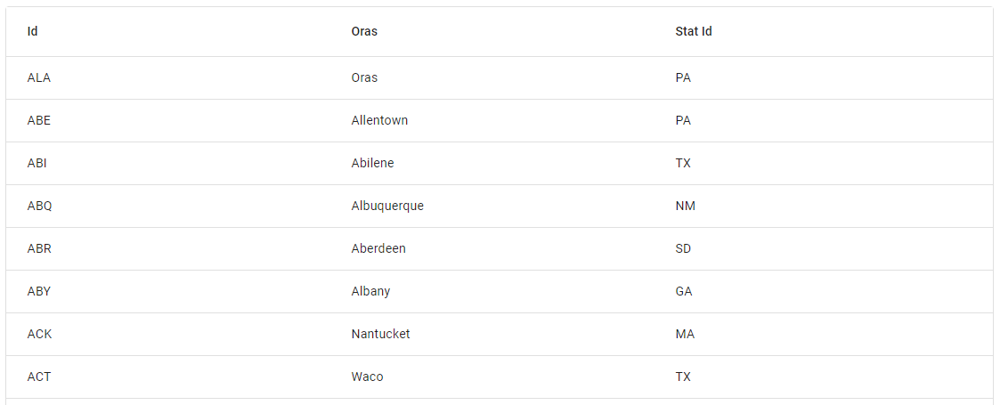 Id Oras Stat Id
ALA Oras PA
ABE Allentown PA
ABI Abilene TX
ABQ Albuquerque NM
ABR Aberdeen SD
ABY Albany GA
ACK Nantucket MA
ACT Waco TX